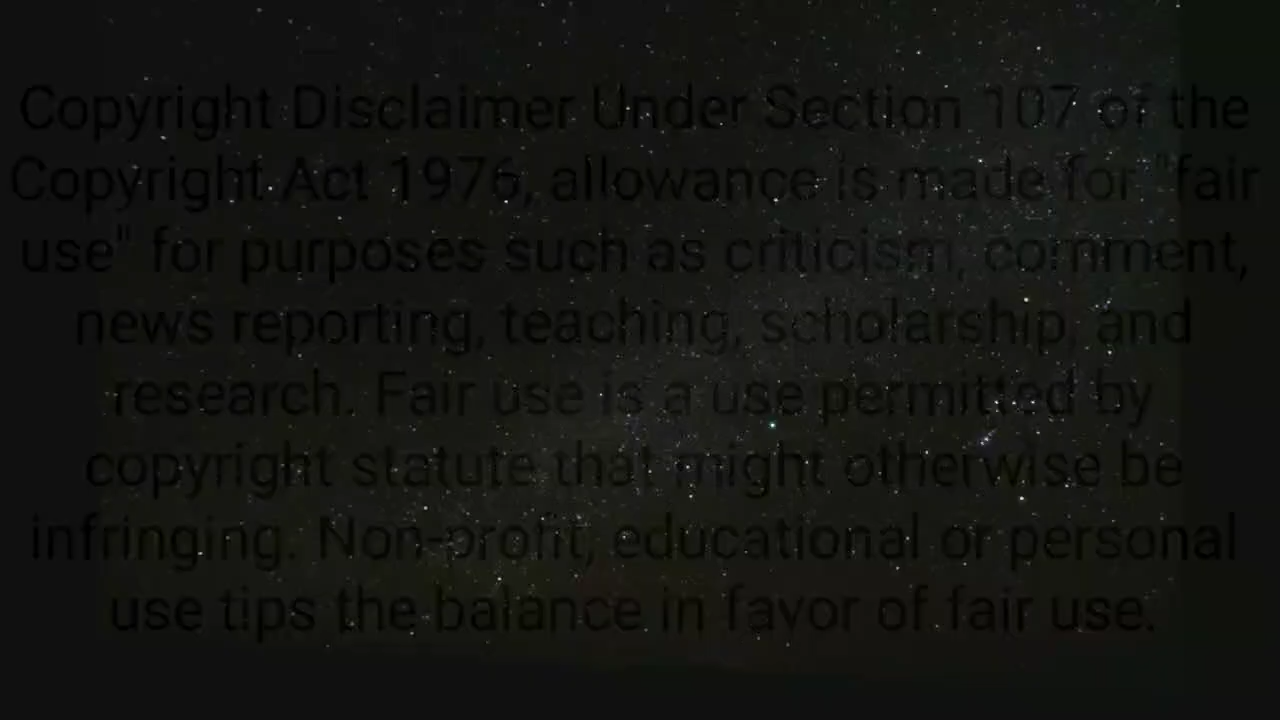 Copyright Disclaimer Under Section 107 of the
Copyright Act 1976, allowance is made for "fair
use" for purposes such as criticism, comment,
news reporting, teaching, scholarship, and
research. Fair use is a use permitted by
copyright statute that might otherwise be
infringing. Non-profit, educational or personal
use tips the balance in favor of fair use.